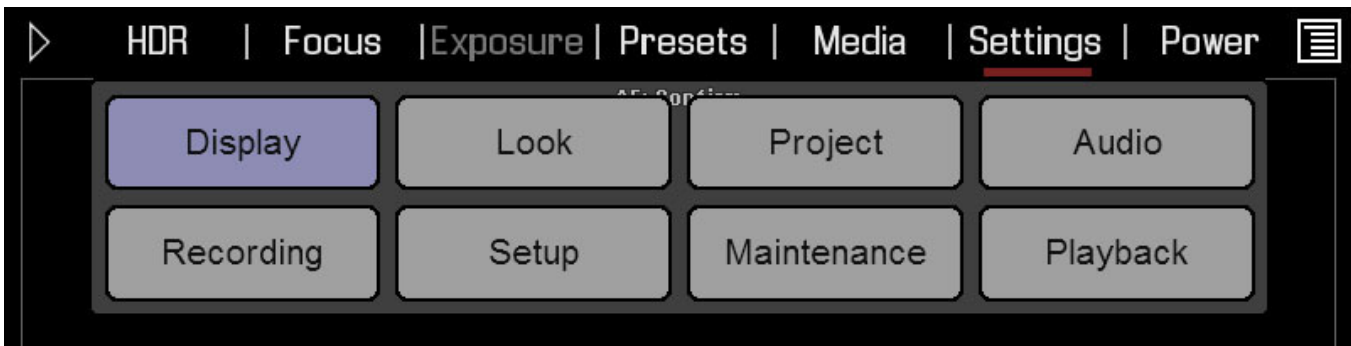 HDR | Focus | Exposure | Presets | Media | Settings | Power
Display Look Project Audio
Recording Setup Maintenance Playback